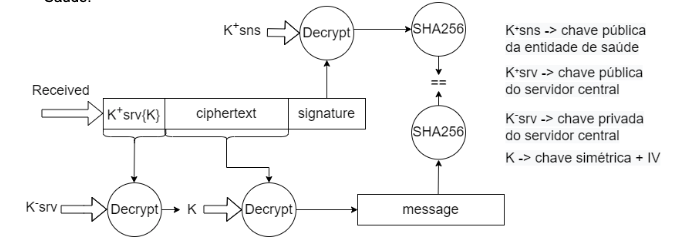 Saúde.
K⁺sns
Decrypt
SHA256
K⁺sns -> chave pública
da entidade de saúde
==
K⁺srv -> chave pública
do servidor central
Received
K⁺srv{K}
ciphertext
signature
SHA256
K⁻srv -> chave privada
do servidor central
K -> chave simétrica + IV
K⁻srv
Decrypt
K
Decrypt
message